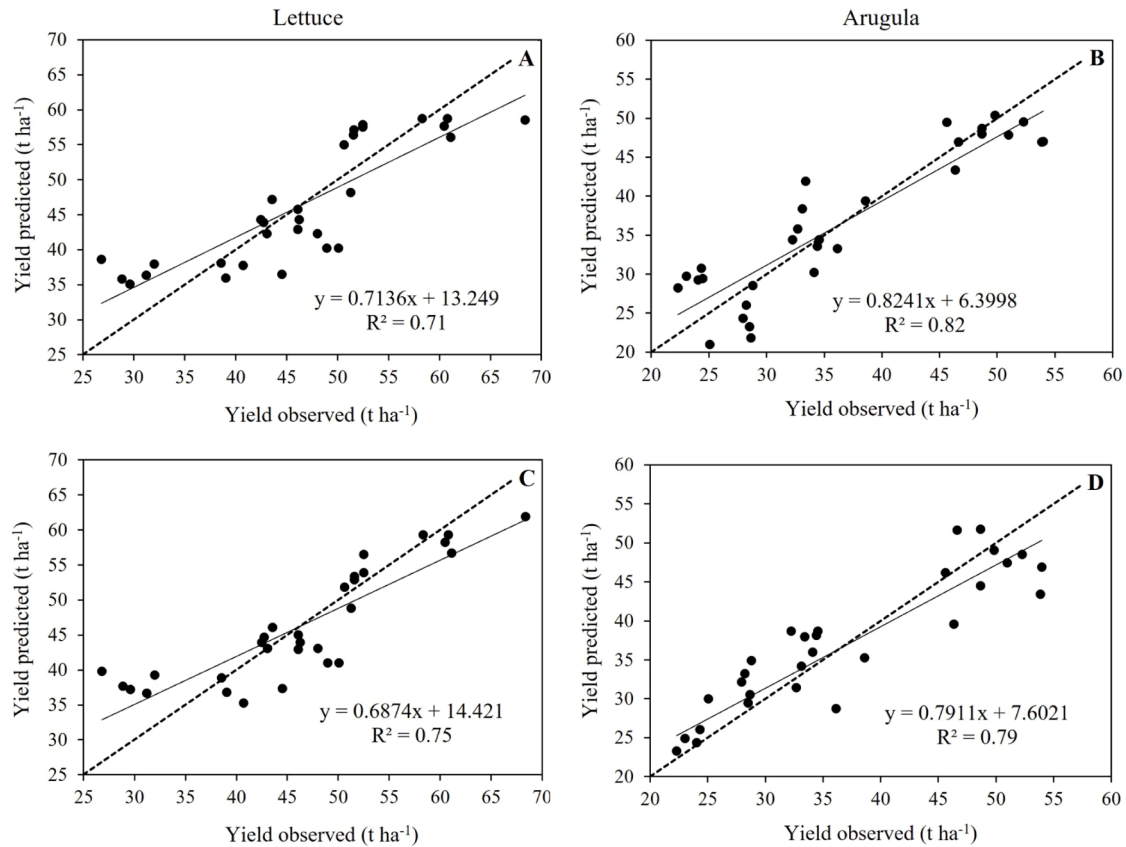 Lettuce
Arugula
A
70
65
60
55
50
45
40
35
30
25
Yield predicted (t ha⁻¹)
y = 0.7136x + 13.249
R² = 0.71
25 30 35 40 45 50 55 60 65 70
Yield observed (t ha⁻¹)
B
60
55
50
45
40
35
30
25
20
Yield predicted (t ha⁻¹)
y = 0.8241x + 6.3998
R² = 0.82
20 25 30 35 40 45 50 55 60
Yield observed (t ha⁻¹)
C
70
65
60
55
50
45
40
35
30
25
Yield predicted (t ha⁻¹)
y = 0.6874x + 14.421
R² = 0.75
25 30 35 40 45 50 55 60 65 70
Yield observed (t ha⁻¹)
D
60
55
50
45
40
35
30
25
20
Yield predicted (t ha⁻¹)
y = 0.7911x + 7.6021
R² = 0.79
20 25 30 35 40 45 50 55 60
Yield observed (t ha⁻¹)